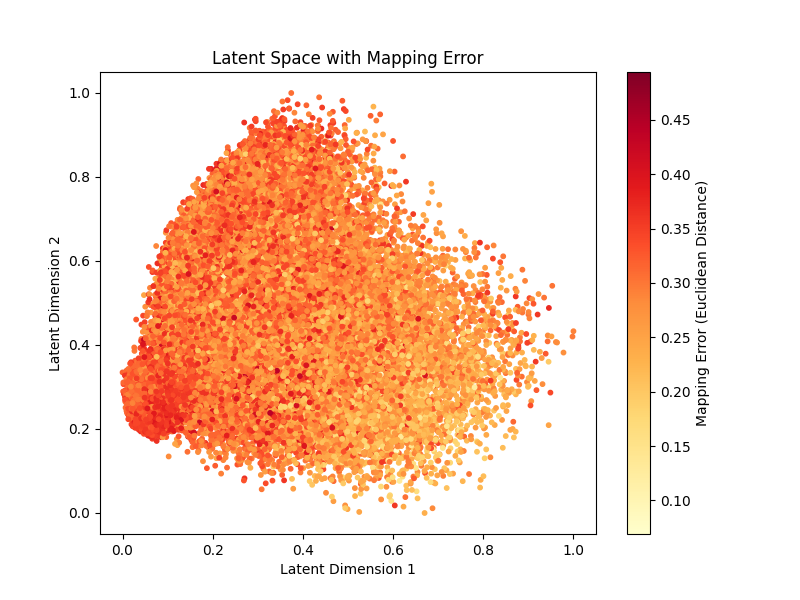 Latent Space with Mapping Error
1.0
0.8
0.6
0.4
0.2
0.0
Latent Dimension 2
0.0 0.2 0.4 0.6 0.8 1.0
Latent Dimension 1
0.45
0.40
0.35
0.30
0.25
0.20
0.15
0.10
Mapping Error (Euclidean Distance)